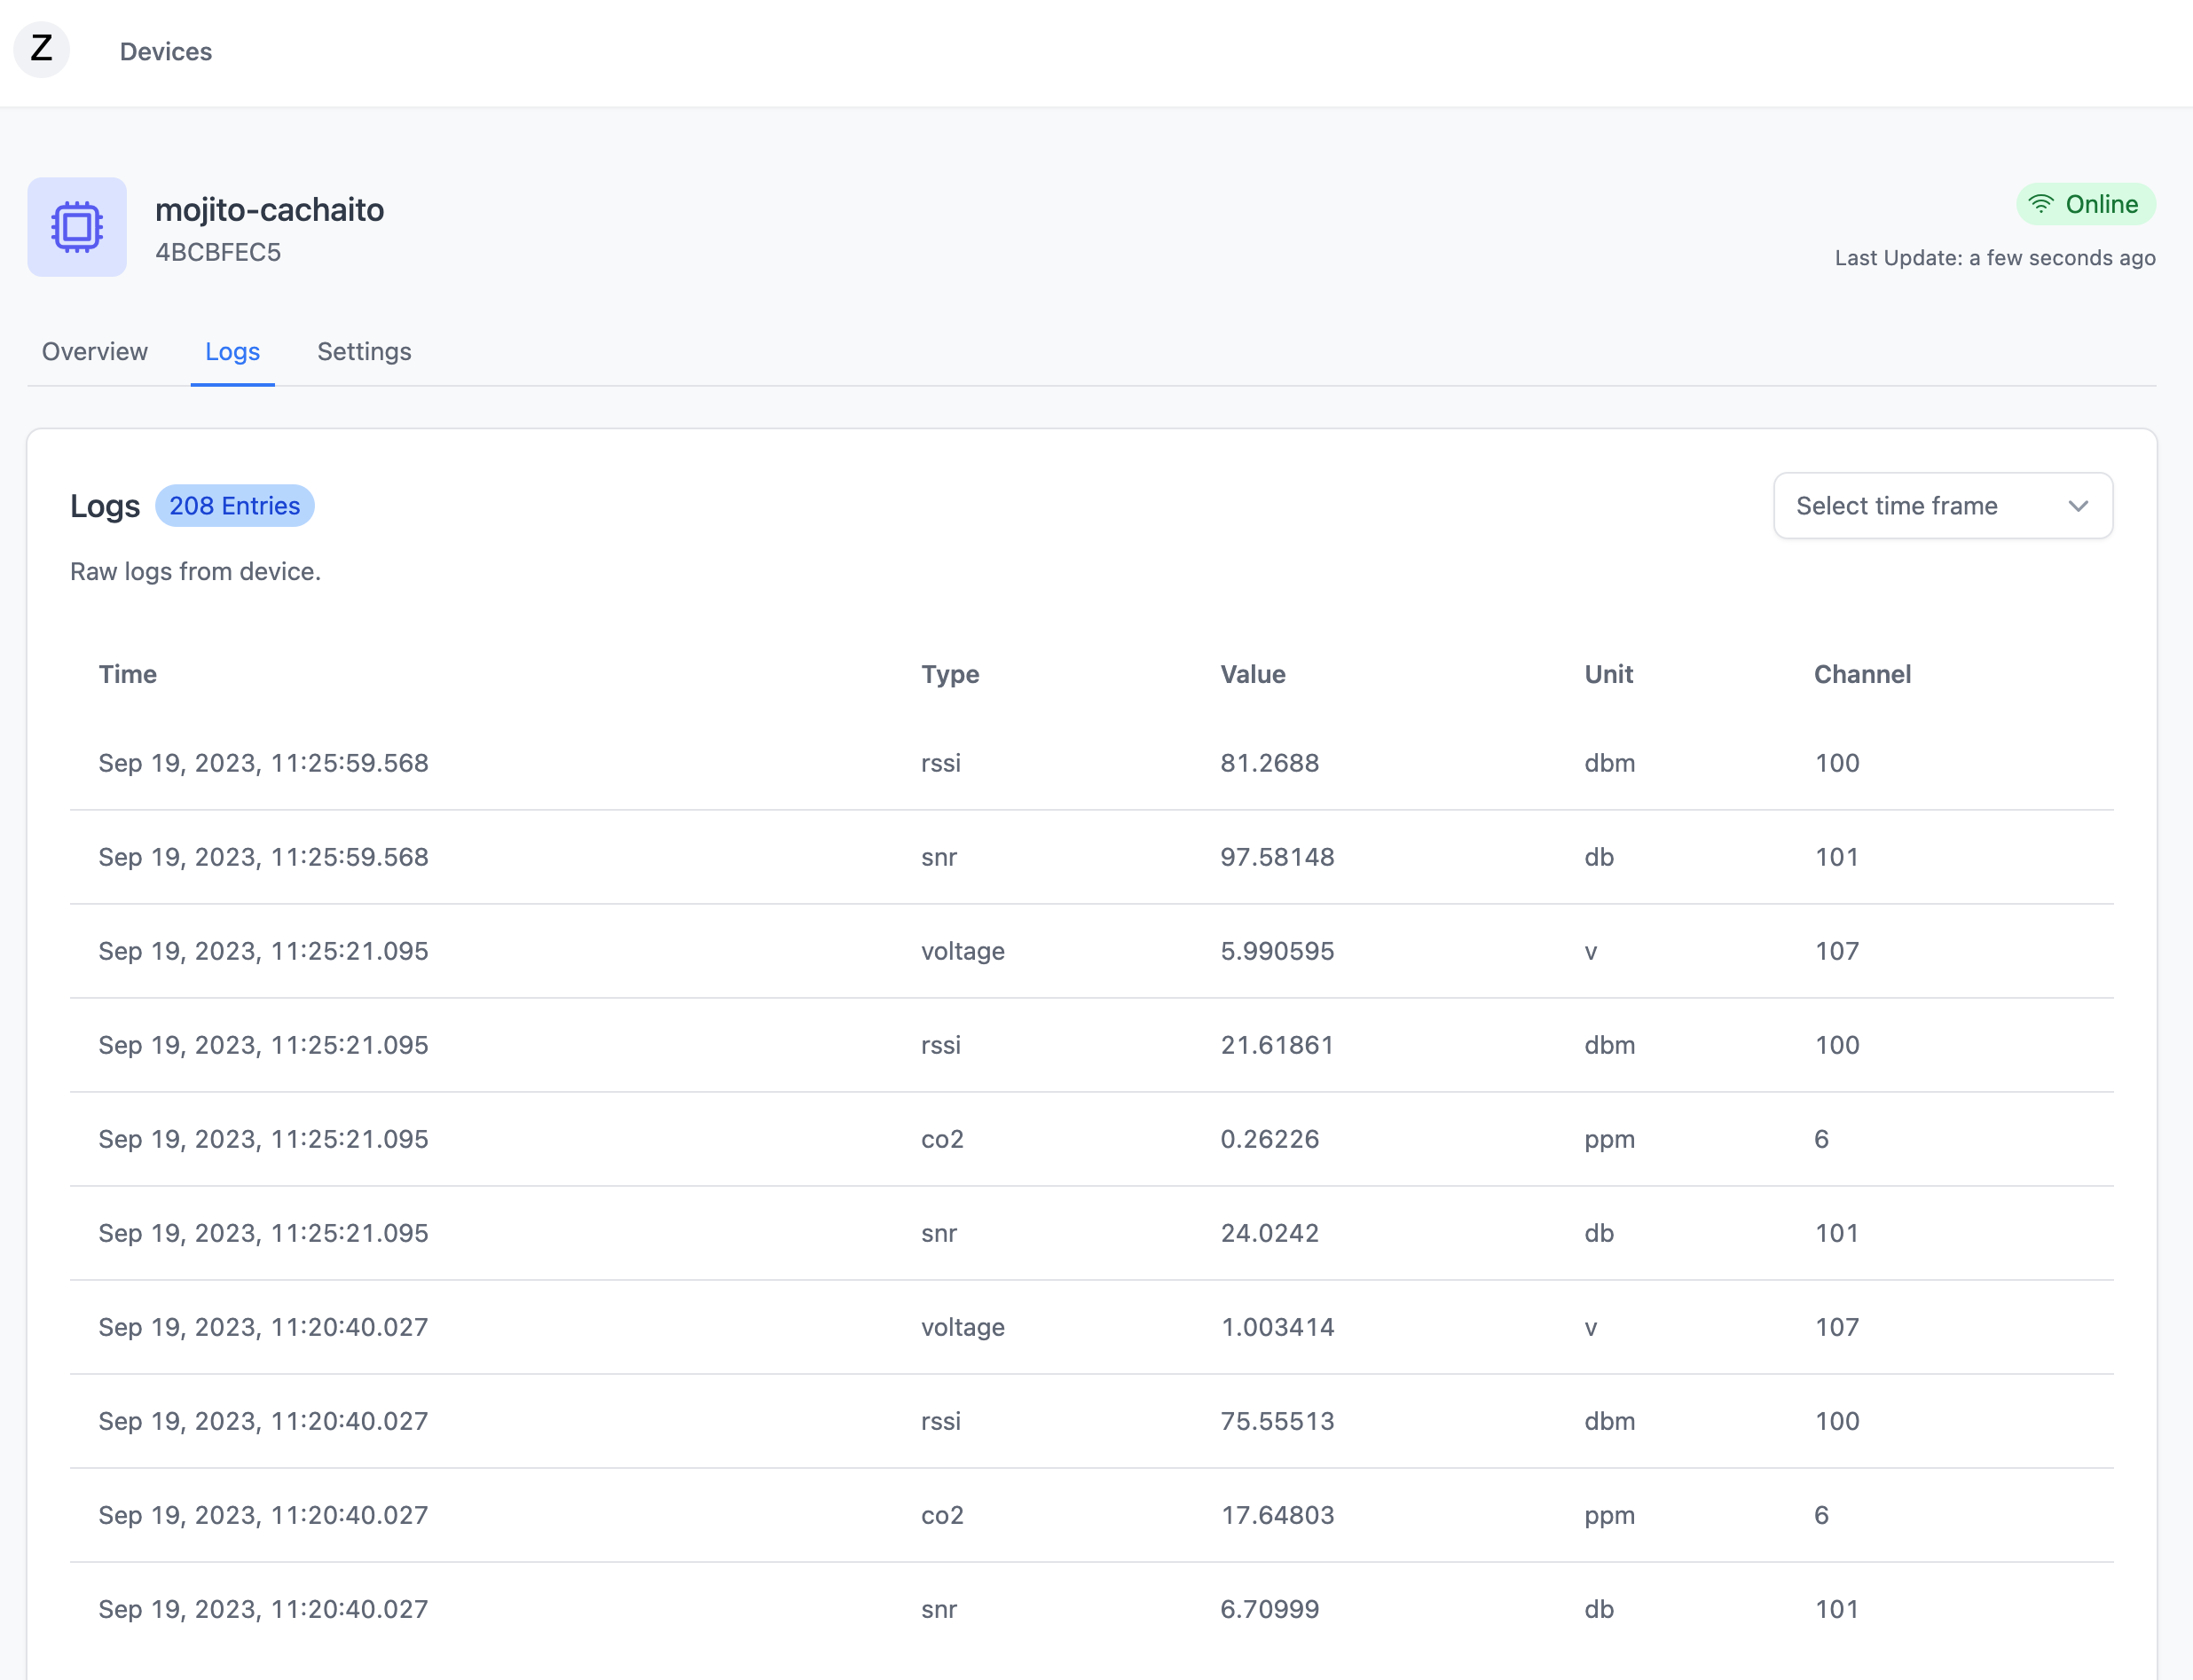 Z Devices
mojito-cachaito
4BCBFEC5
Online
Last Update: a few seconds ago
Overview Logs Settings
Logs 208 Entries
Select time frame
Raw logs from device.
Time Type Value Unit Channel
Sep 19, 2023, 11:25:59.568 rssi 81.2688 dbm 100
Sep 19, 2023, 11:25:59.568 snr 97.58148 db 101
Sep 19, 2023, 11:25:21.095 voltage 5.990595 v 107
Sep 19, 2023, 11:25:21.095 rssi 21.61861 dbm 100
Sep 19, 2023, 11:25:21.095 co2 0.26226 ppm 6
Sep 19, 2023, 11:25:21.095 snr 24.0242 db 101
Sep 19, 2023, 11:20:40.027 voltage 1.003414 v 107
Sep 19, 2023, 11:20:40.027 rssi 75.55513 dbm 100
Sep 19, 2023, 11:20:40.027 co2 17.64803 ppm 6
Sep 19, 2023, 11:20:40.027 snr 6.70999 db 101